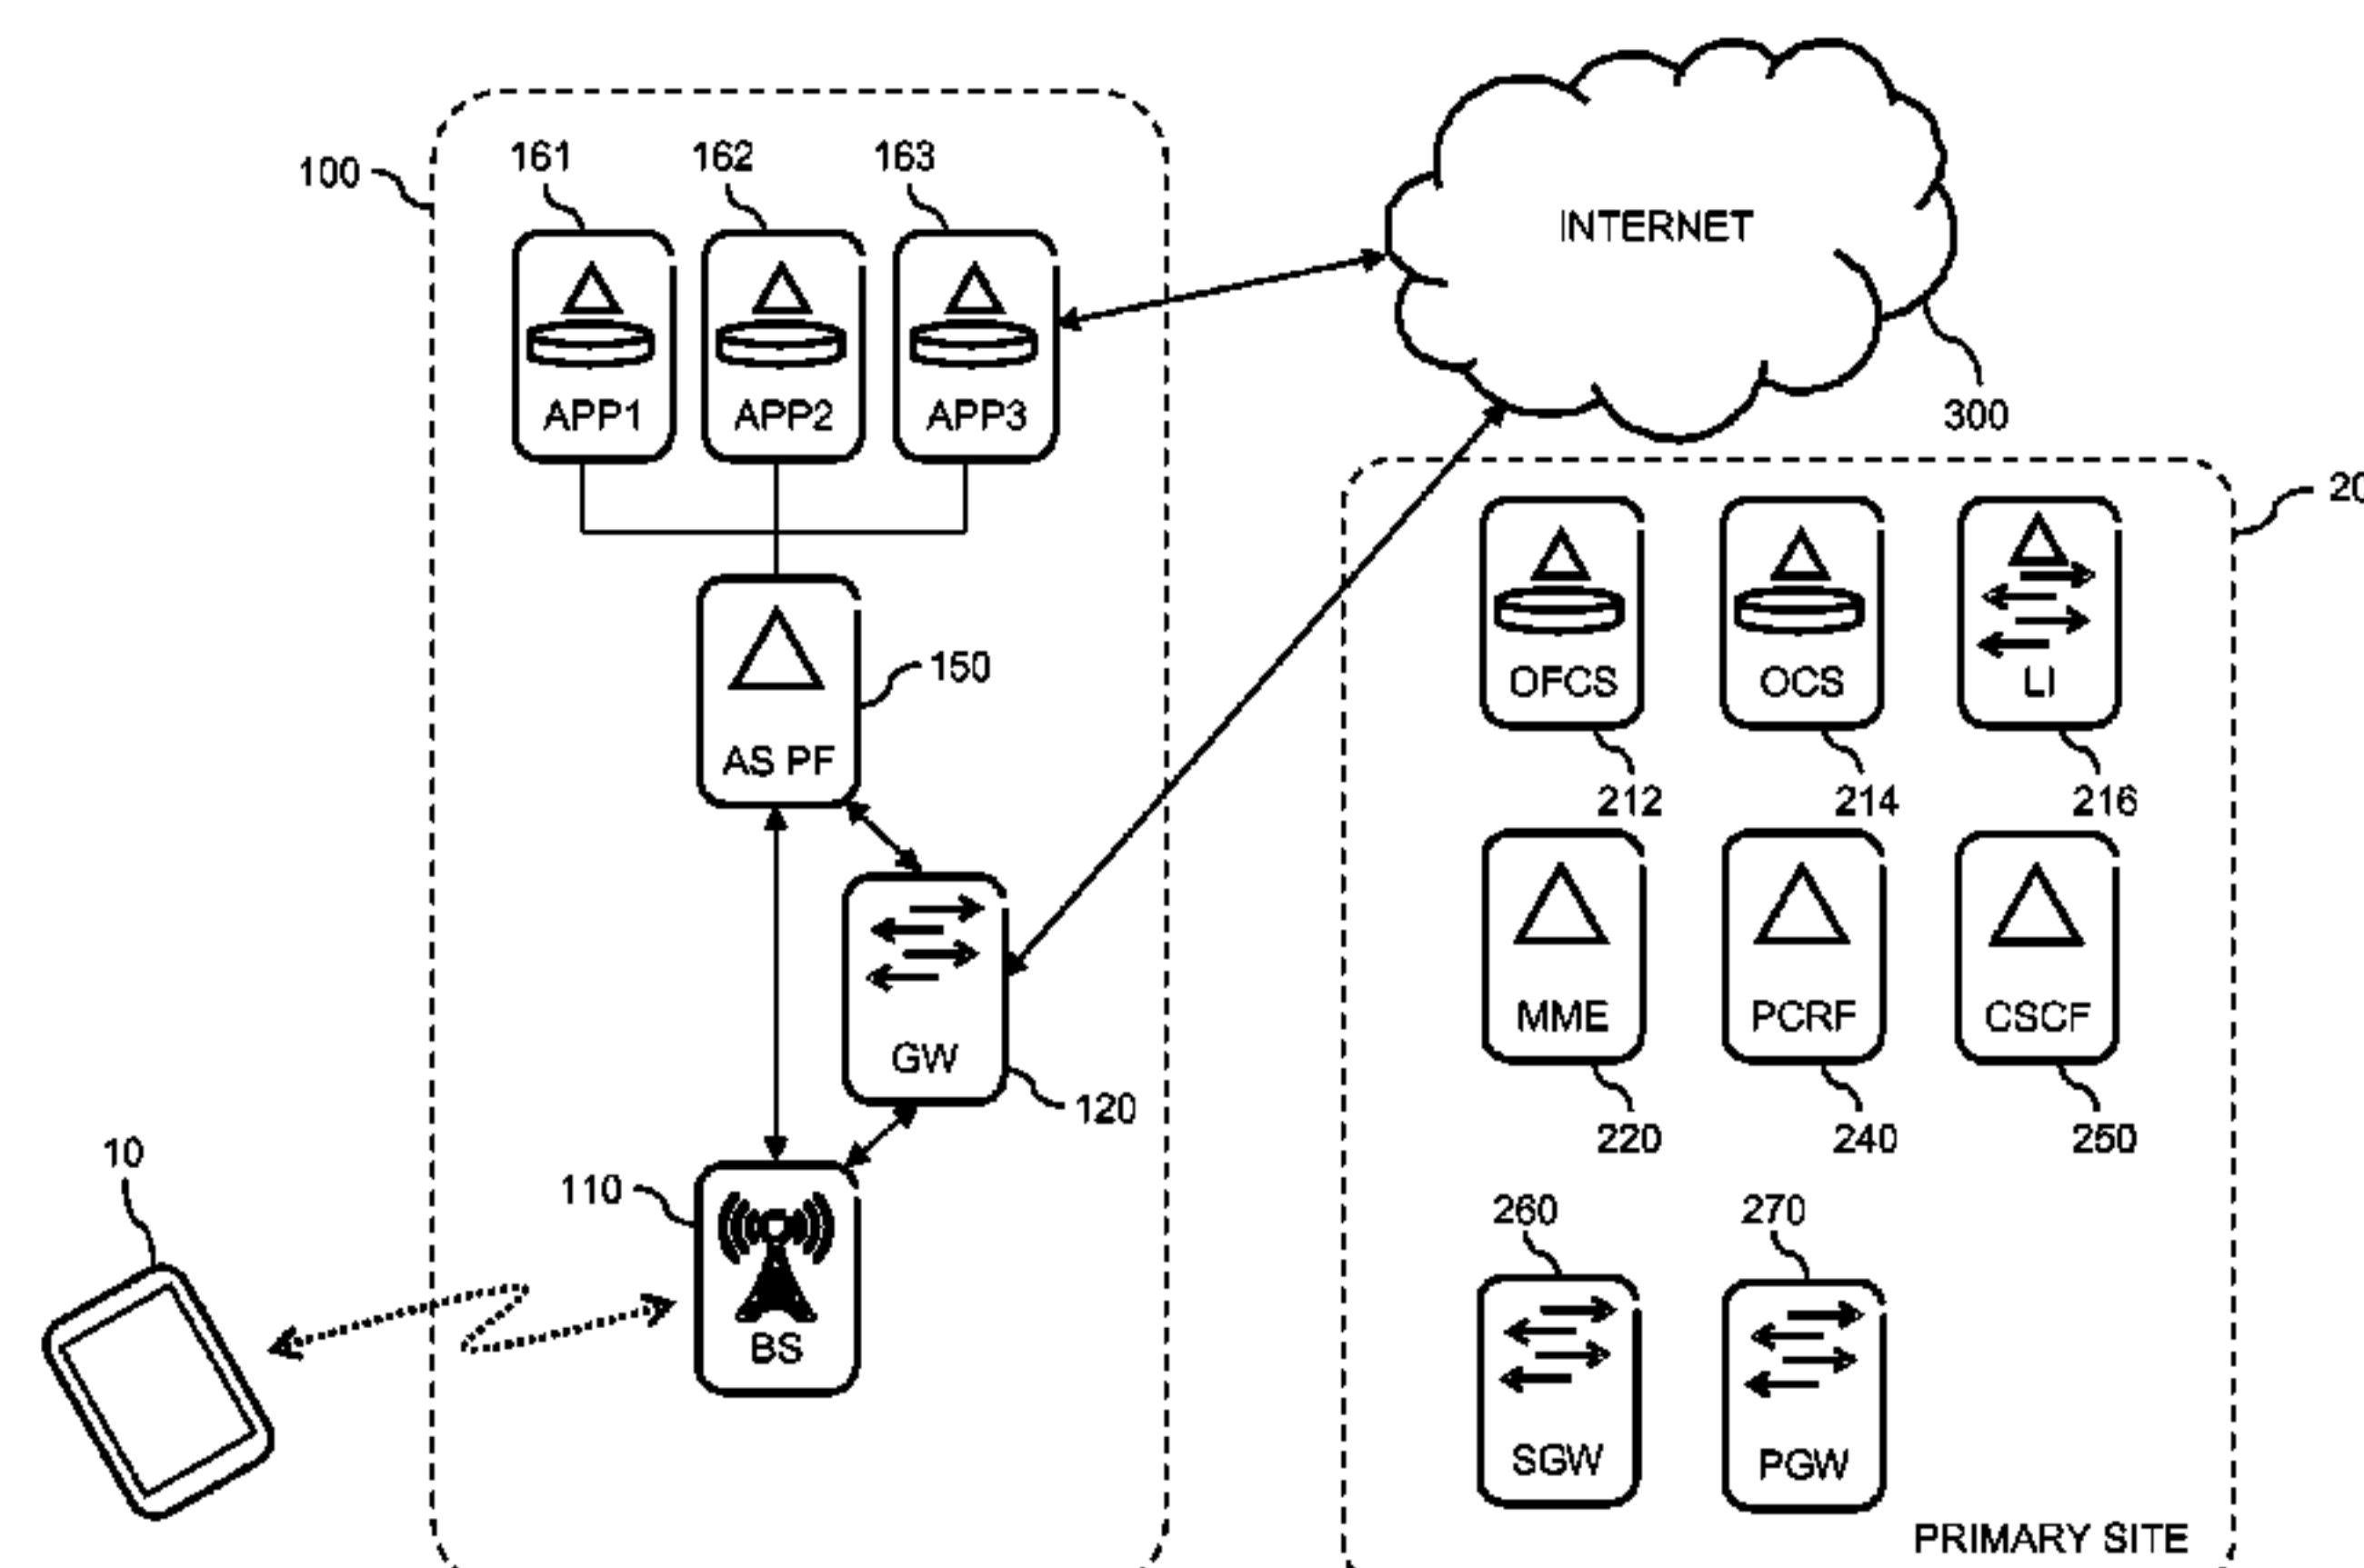 100
161
162
163
INTERNET
APP1
APP2
APP3
300
20
OFCS
OCS
LI
150
AS PF
212
214
216
MME
PCRF
CSCF
GW
120
220
240
250
10
110
260
270
BS
SGW
PGW
PRIMARY SITE